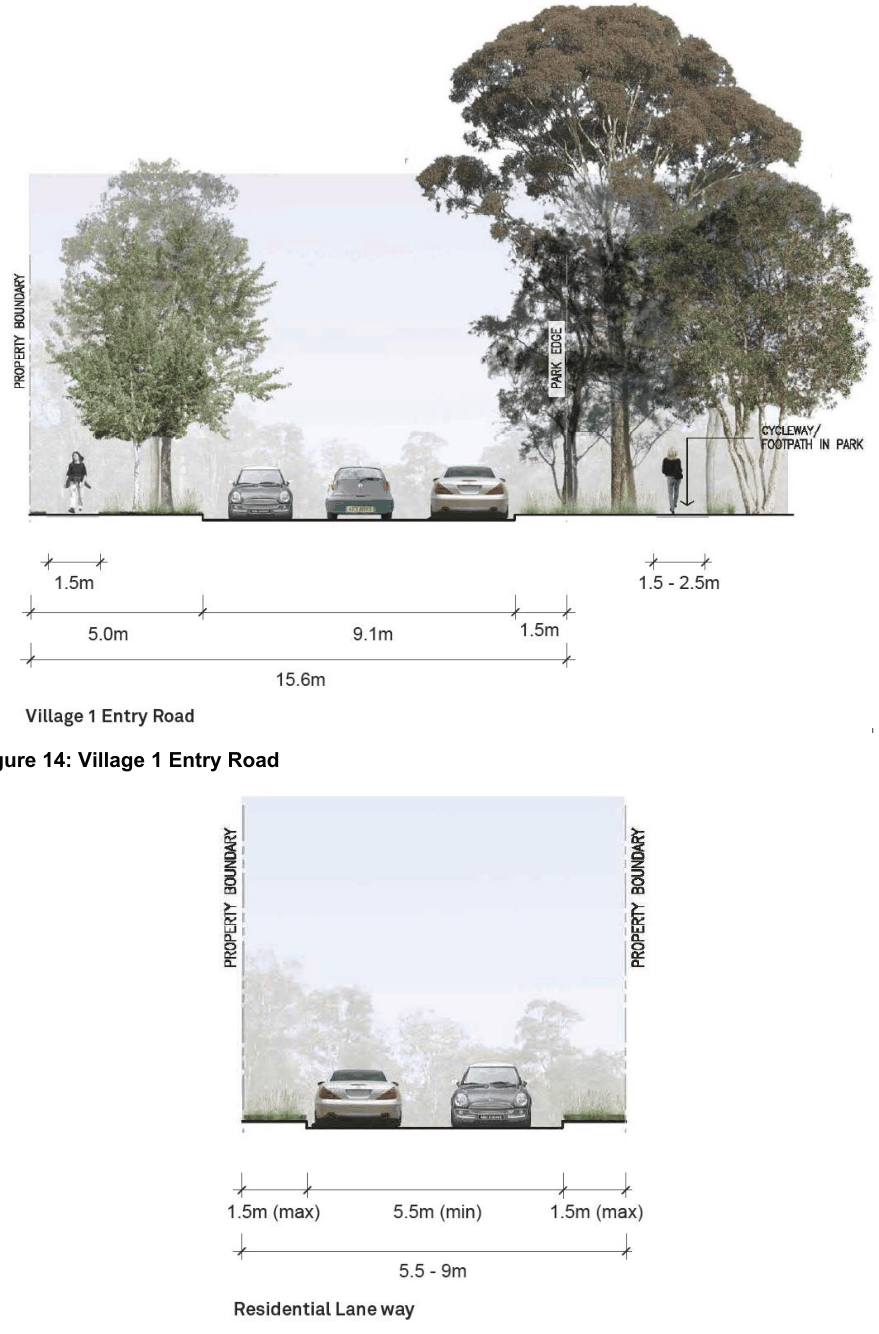 PROPERTY BOUNDARY
PARK EDGE
CYCLEWAY/
FOOTPATH IN PARK
1.5m
1.5 - 2.5m
5.0m
9.1m
1.5m
15.6m
Village 1 Entry Road
gure 14: Village 1 Entry Road
PROPERTY BOUNDARY
PROPERTY BOUNDARY
1.5m (max)
5.5m (min)
1.5m (max)
5.5 - 9m
Residential Lane way